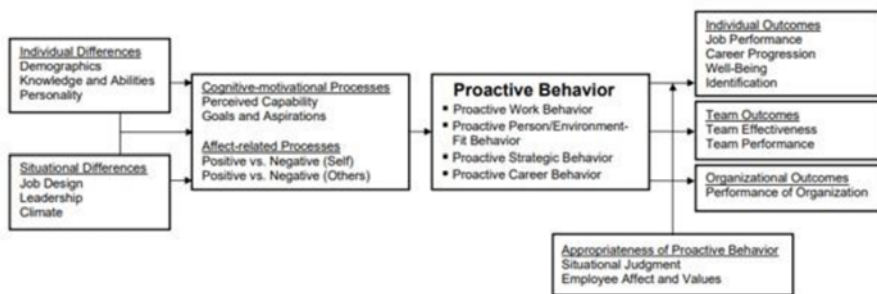 Individual Differences
Demographics
Knowledge and Abilities
Personality
Situational Differences
Job Design
Leadership
Climate
Cognitive-motivational Processes
Perceived Capability
Goals and Aspirations
Affect-related Processes
Positive vs. Negative (Self)
Positive vs. Negative (Others)
Proactive Behavior
▪ Proactive Work Behavior
▪ Proactive Person/Environment-
Fit Behavior
▪ Proactive Strategic Behavior
▪ Proactive Career Behavior
Individual Outcomes
Job Performance
Career Progression
Well-Being
Identification
Team Outcomes
Team Effectiveness
Team Performance
Organizational Outcomes
Performance of Organization
Appropriateness of Proactive Behavior
Situational Judgment
Employee Affect and Values